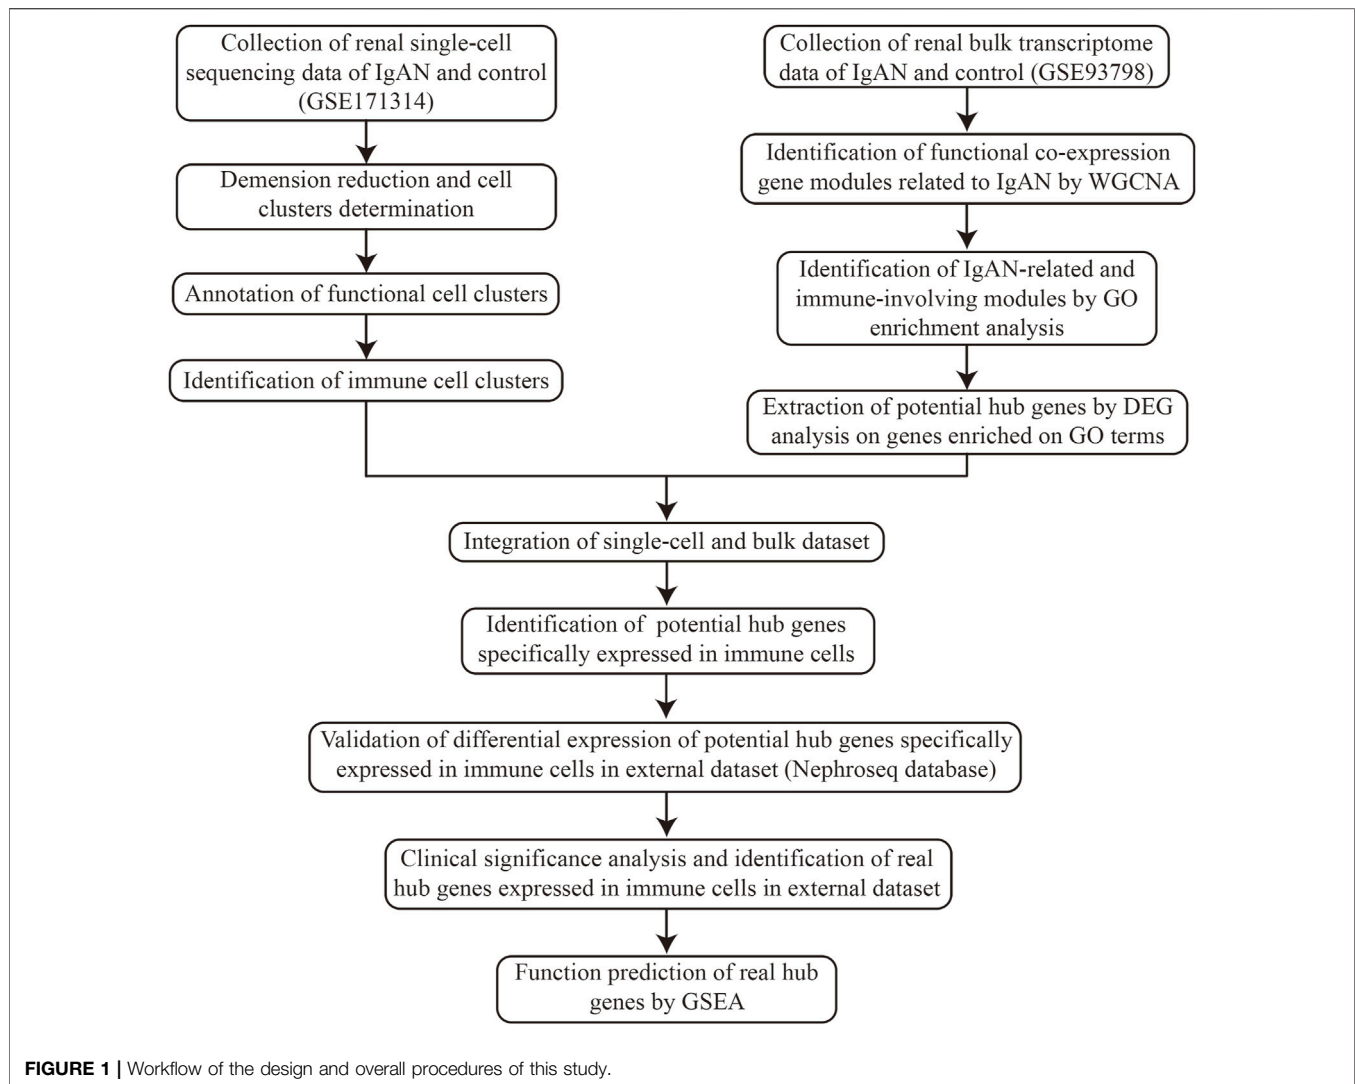 Collection of renal single-cell
sequencing data of IgAN and control
(GSE171314)
Demension reduction and cell
clusters determination
Annotation of functional cell clusters
Identification of immune cell clusters
Collection of renal bulk transcriptome
data of IgAN and control (GSE93798)
Identification of functional co-expression
gene modules related to IgAN by WGCNA
Identification of IgAN-related and
immune-involving modules by GO
enrichment analysis
Extraction of potential hub genes by DEG
analysis on genes enriched on GO terms
Integration of single-cell and bulk dataset
Identification of potential hub genes
specifically expressed in immune cells
Validation of differential expression of potential hub genes specifically
expressed in immune cells in external dataset (Nephroseq database)
Clinical significance analysis and identification of real
hub genes expressed in immune cells in external dataset
Function prediction of real hub
genes by GSEA
FIGURE 1 | Workflow of the design and overall procedures of this study.